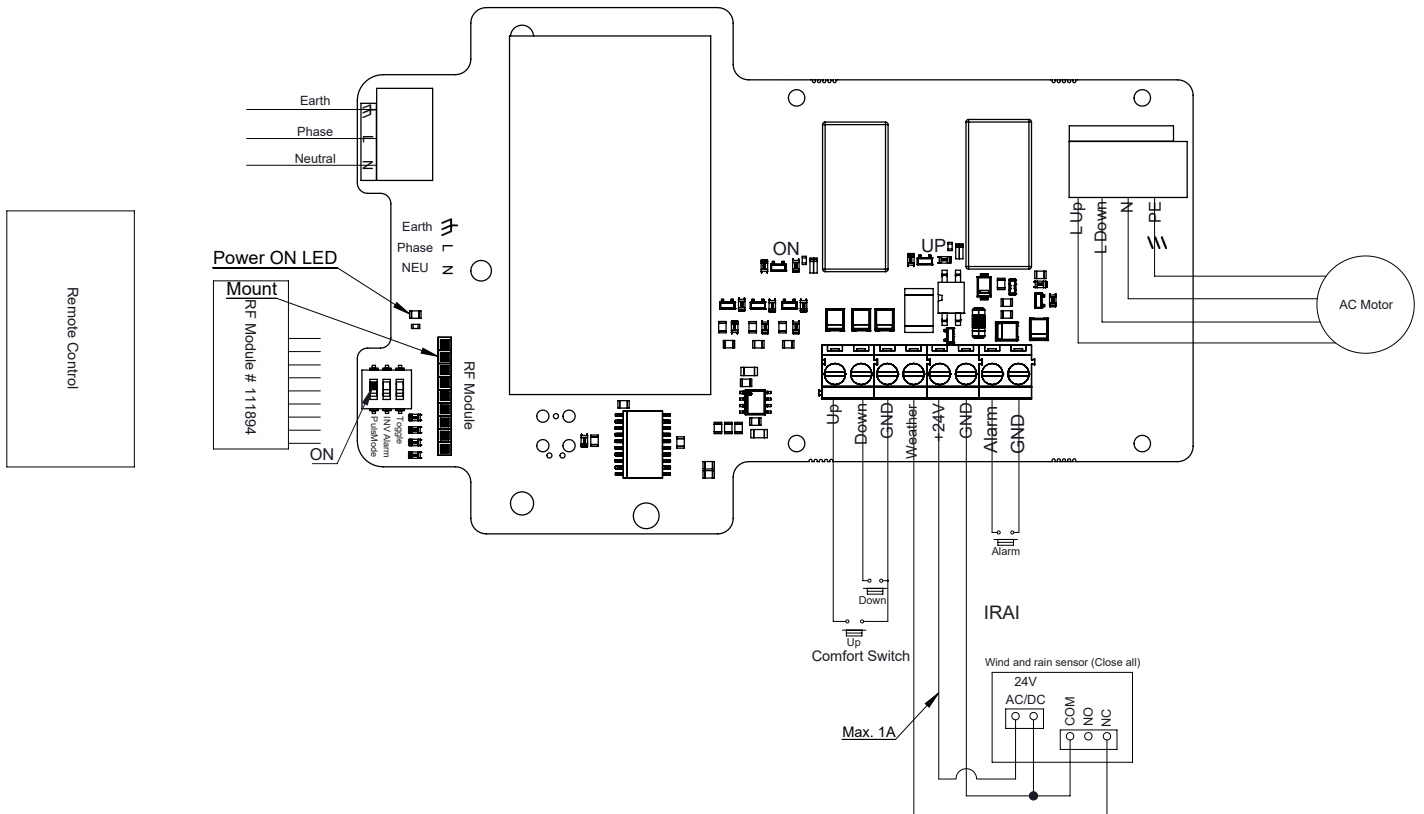 Earth
Phase
Neutral
L
N
Earth
Phase
NEU
L
N
Power ON LED
Mount
Remote Control
RF Module # 111894
RF Module
Toggle
INV Alarm
PulsMode
ON
ON
UP
L Up
L Down
N
PE
AC Motor
Up
Down
GND
Weather
+24V
GND
Alarm
GND
Alarm
Down
Up
Comfort Switch
IRAI
Wind and rain sensor (Close all)
24V
AC/DC
COM
NO
NC
Max. 1A